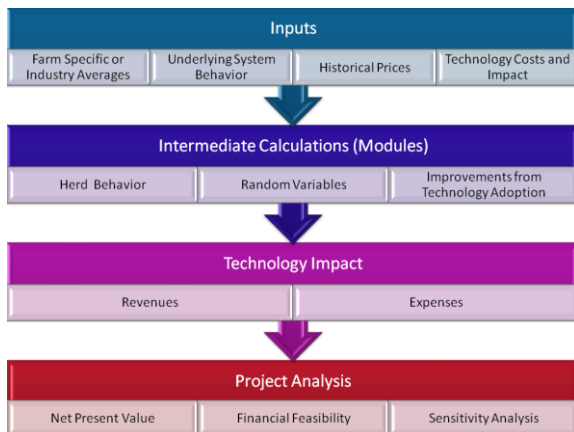 Inputs
Farm Specific or
Industry Averages
Underlying System
Behavior
Historical Prices
Technology Costs and
Impact
Intermediate Calculations (Modules)
Herd Behavior
Random Variables
Improvements from
Technology Adoption
Technology Impact
Revenues
Expenses
Project Analysis
Net Present Value
Financial Feasibility
Sensitivity Analysis